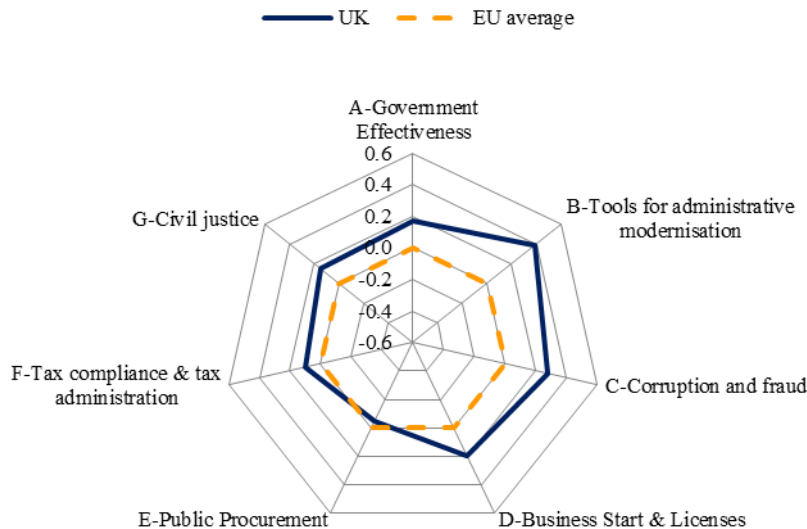 UK EU average
A-Government
Effectiveness
0.6
0.4
0.2
0.0
-0.2
-0.4
-0.6
B-Tools for administrative
modernisation
G-Civil justice
F-Tax compliance & tax
administration
C-Corruption and fraud
E-Public Procurement
D-Business Start & Licenses